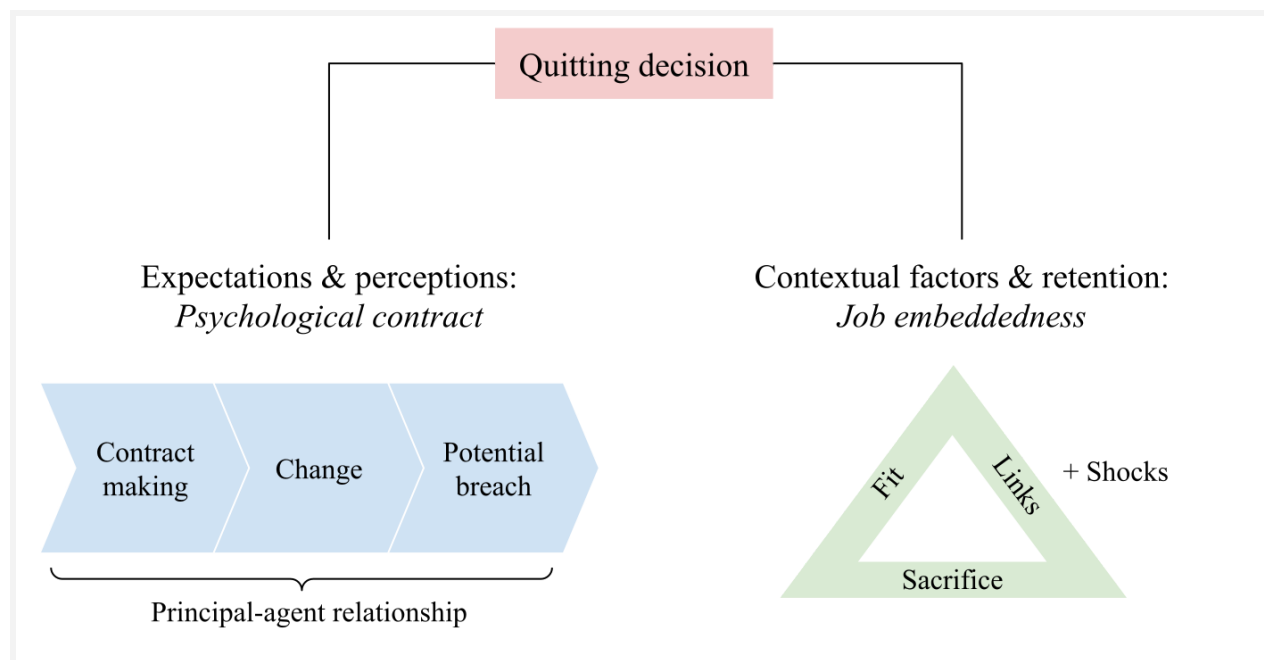 Quitting decision
Expectations & perceptions:
Psychological contract
Contextual factors & retention:
Job embeddedness
Contract
making
Change
Potential
breach
Principal-agent relationship
Fit
Links
+ Shocks
Sacrifice